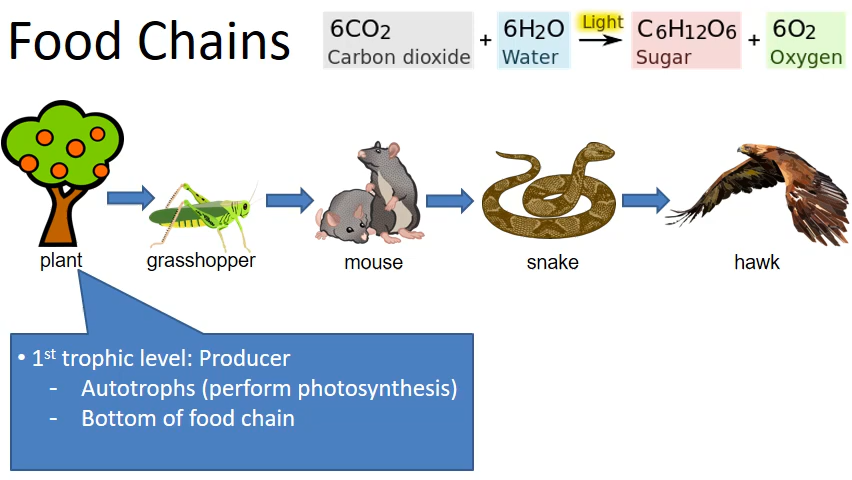 Food Chains
6CO2 + 6H2O Light C6H12O6 + 6O2
Carbon dioxide Water Sugar Oxygen
plant grasshopper mouse snake hawk
• 1st trophic level: Producer
- Autotrophs (perform photosynthesis)
- Bottom of food chain